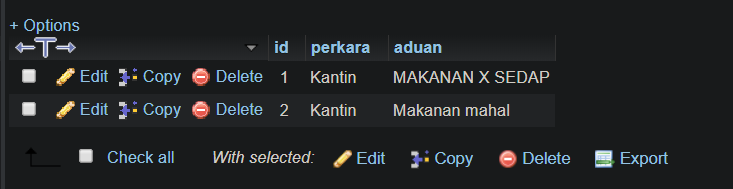 + Options
id perkara aduan
Edit Copy Delete 1 Kantin MAKANAN X SEDAP
Edit Copy Delete 2 Kantin Makanan mahal
Check all With selected: Edit Copy Delete Export